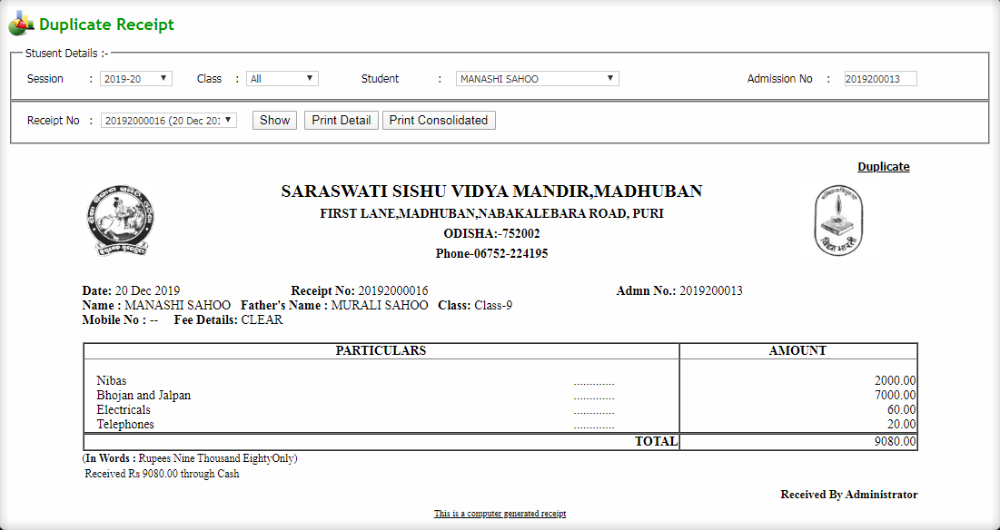 Duplicate Receipt
Stusent Details :-
Session : 2019-20 Class : All Student : MANASHI SAHOO Admission No : 2019200013
Receipt No : 20192000016 (20 Dec 201 Show Print Detail Print Consolidated
Duplicate
SARASWATI SISHU VIDYA MANDIR,MADHUBAN
FIRST LANE,MADHUBAN,NABAKALEBARA ROAD, PURI
ODISHA:-752002
Phone-06752-224195
विद्या भारती
Date: 20 Dec 2019 Receipt No: 20192000016 Admn No.: 2019200013
Name : MANASHI SAHOO Father's Name : MURALI SAHOO Class: Class-9
Mobile No : -- Fee Details: CLEAR
PARTICULARS AMOUNT
Nibas ............. 2000.00
Bhojan and Jalpan ............. 7000.00
Electricals ............. 60.00
Telephones ............. 20.00
TOTAL 9080.00
(In Words : Rupees Nine Thousand EightyOnly)
Received Rs 9080.00 through Cash
Received By Administrator
This is a computer generated receipt